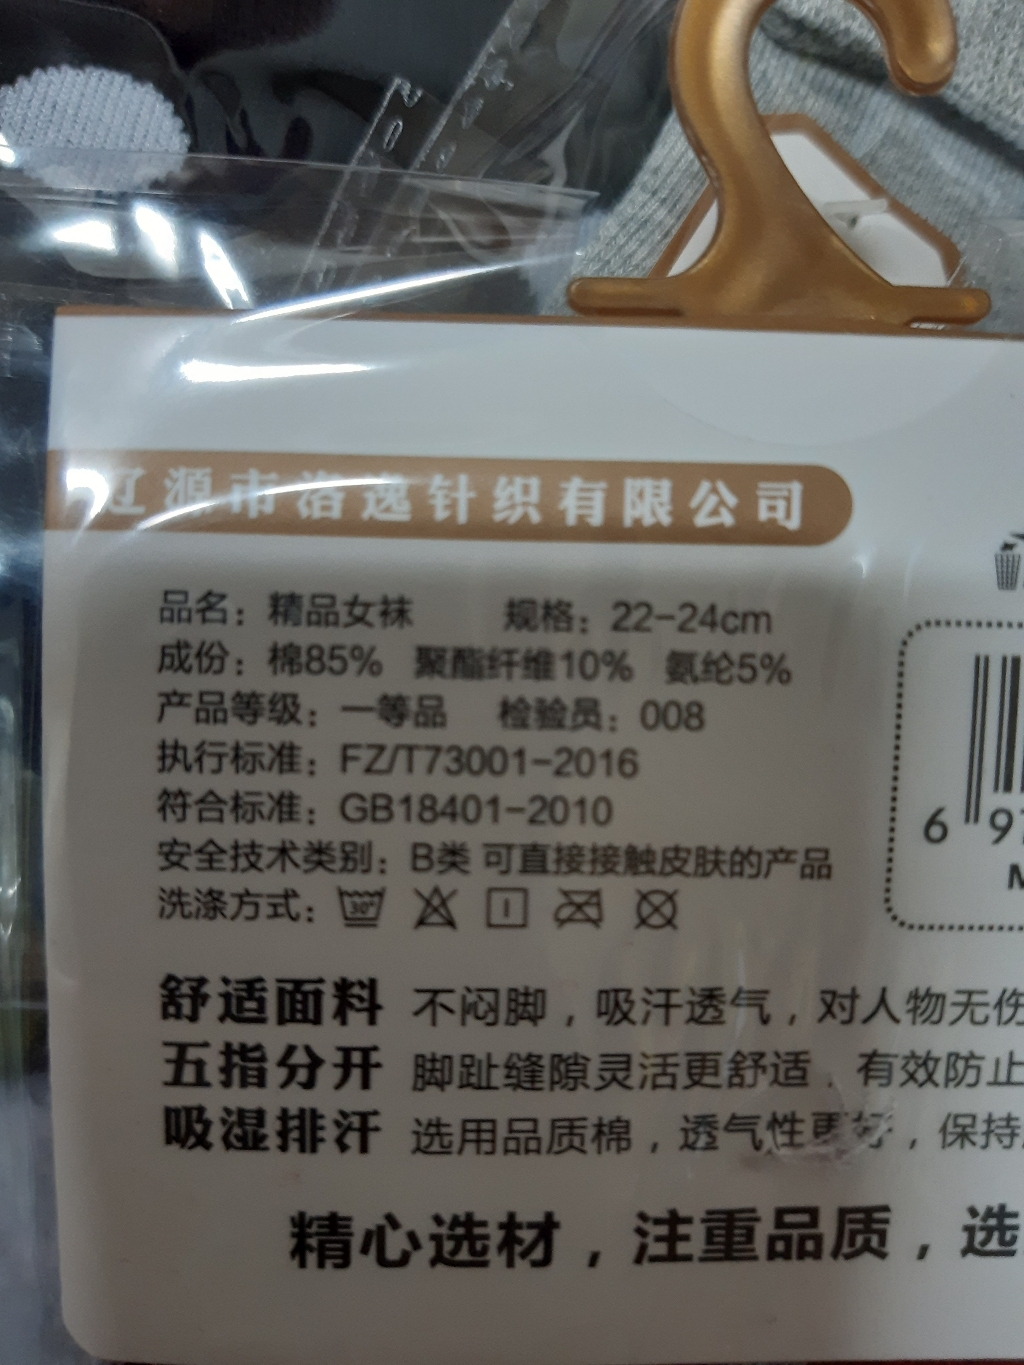 辽源市洛逸针织有限公司
品名：精品女袜 规格：22-24cm
成份：棉85% 聚酯纤维10% 氨纶5%
产品等级：一等品 检验员：008
执行标准：FZ/T73001-2016
符合标准：GB18401-2010
安全技术类别：B类 可直接接触皮肤的产品
洗涤方式： 30°
6 97
M
舒适面料 不闷脚，吸汗透气，对人物无伤
五指分开 脚趾缝隙灵活更舒适，有效防止
吸湿排汗 选用品质棉，透气性更好，保持
精心选材，注重品质，选